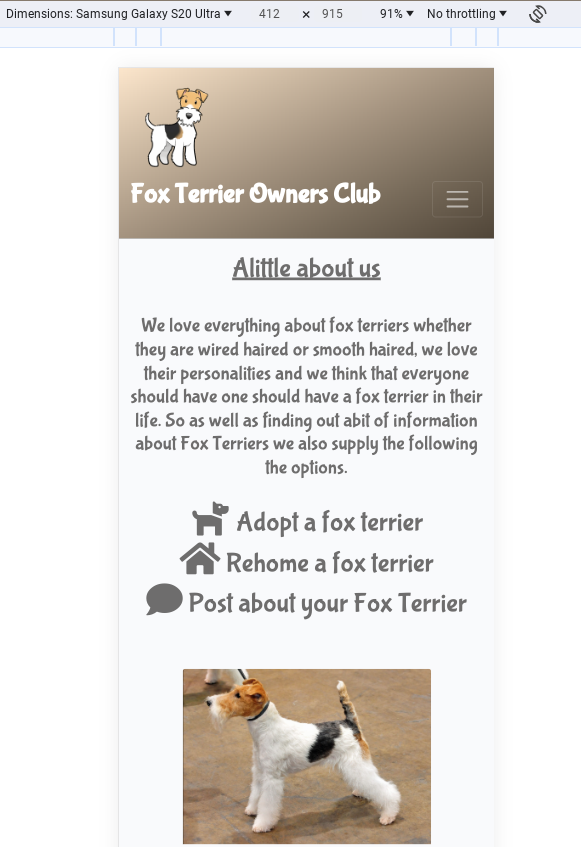 Dimensions: Samsung Galaxy S20 Ultra 412 × 915 91% No throttling
Fox Terrier Owners Club
Alittle about us
We love everything about fox terriers whether
they are wired haired or smooth haired, we love
their personalities and we think that everyone
should have one should have a fox terrier in their
life. So as well as finding out abit of information
about Fox Terriers we also supply the following
the options.
Adopt a fox terrier
Rehome a fox terrier
Post about your Fox Terrier